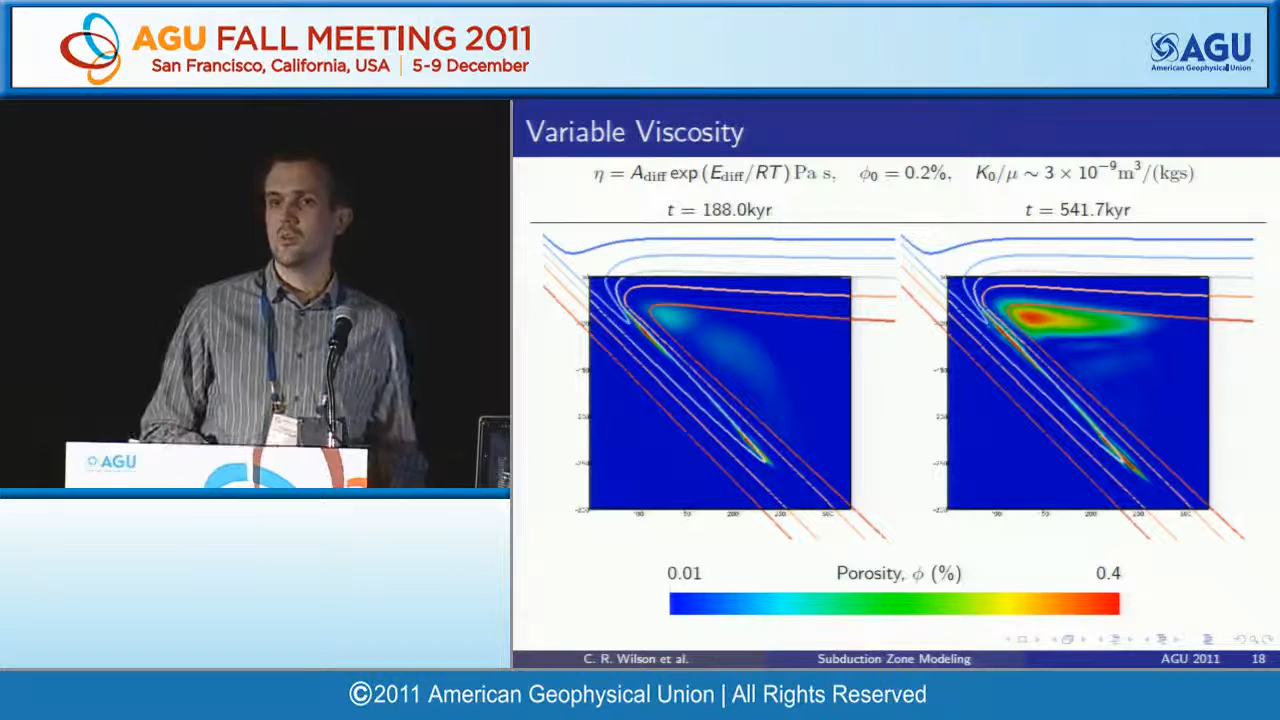 AGU FALL MEETING 2011
San Francisco, California, USA | 5-9 December
AGU
American Geophysical Union
Variable Viscosity
η = A_diff exp (E_diff/RT) Pa s, ϕ₀ = 0.2%, K₀/μ ∼ 3 × 10⁻⁹m³/(kgs)
t = 188.0kyr
t = 541.7kyr
0.01 Porosity, ϕ (%) 0.4
C. R. Wilson et al. Subduction Zone Modeling AGU 2011 18
AGU
©2011 American Geophysical Union | All Rights Reserved